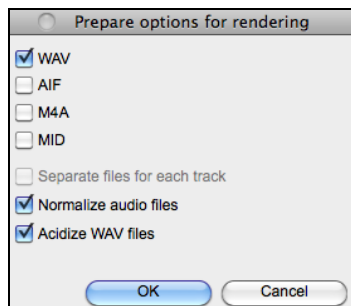 Prepare options for rendering
WAV
AIF
M4A
MID
Separate files for each track
Normalize audio files
Acidize WAV files
OK Cancel